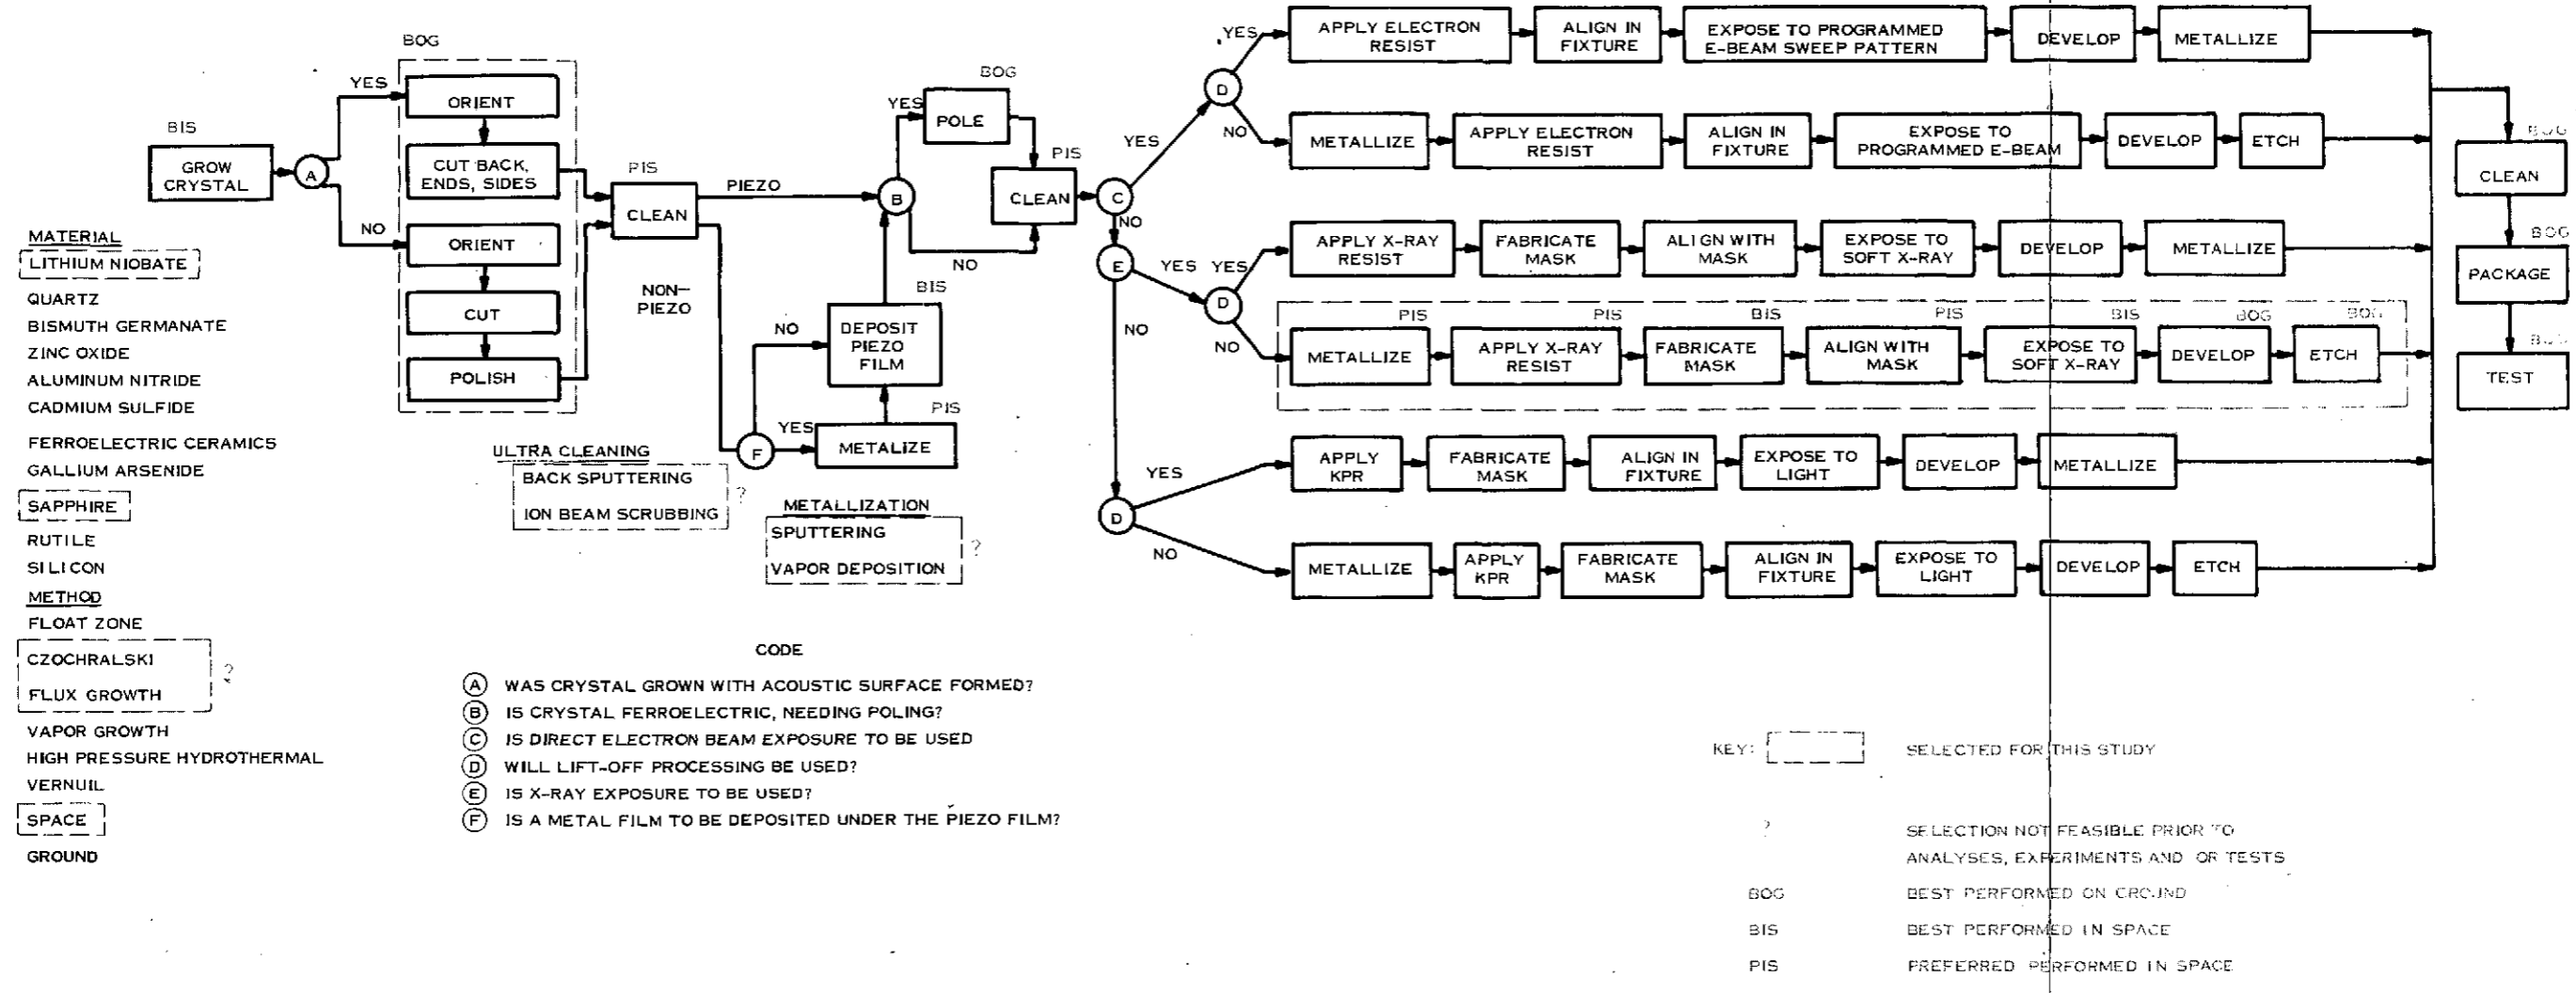 BIS
GROW
CRYSTAL
A
YES
NO
BOG
ORIENT
CUT BACK,
ENDS, SIDES
ORIENT
CUT
POLISH
PIS
CLEAN
PIEZO
NON-
PIEZO
F
NO
YES
BIS
DEPOSIT
PIEZO
FILM
PIS
METALIZE
B
YES
NO
BOG
POLE
PIS
CLEAN
C
YES
NO
E
YES
NO
D
YES
NO
APPLY ELECTRON
RESIST
ALIGN IN
FIXTURE
EXPOSE TO PROGRAMMED
E-BEAM SWEEP PATTERN
DEVELOP
METALLIZE
METALLIZE
APPLY ELECTRON
RESIST
ALIGN IN
FIXTURE
EXPOSE TO
PROGRAMMED E-BEAM
DEVELOP
ETCH
D
YES
NO
APPLY X-RAY
RESIST
FABRICATE
MASK
ALIGN WITH
MASK
EXPOSE TO
SOFT X-RAY
DEVELOP
METALLIZE
PIS
METALLIZE
PIS
APPLY X-RAY
RESIST
BIS
FABRICATE
MASK
PIS
ALIGN WITH
MASK
BIS
EXPOSE TO
SOFT X-RAY
BOG
DEVELOP
BOG
ETCH
D
YES
NO
APPLY
KPR
FABRICATE
MASK
ALIGN IN
FIXTURE
EXPOSE TO
LIGHT
DEVELOP
METALLIZE
METALLIZE
APPLY
KPR
FABRICATE
MASK
ALIGN IN
FIXTURE
EXPOSE TO
LIGHT
DEVELOP
ETCH
BOG
CLEAN
BOG
PACKAGE
BOG
TEST
MATERIAL
LITHIUM NIOBATE
QUARTZ
BISMUTH GERMANATE
ZINC OXIDE
ALUMINUM NITRIDE
CADMIUM SULFIDE
FERROELECTRIC CERAMICS
GALLIUM ARSENIDE
SAPPHIRE
RUTILE
SILICON
METHOD
FLOAT ZONE
CZOCHRALSKI
?
FLUX GROWTH
VAPOR GROWTH
HIGH PRESSURE HYDROTHERMAL
VERNUIL
SPACE
GROUND
ULTRA CLEANING
BACK SPUTTERING
?
ION BEAM SCRUBBING
METALLIZATION
SPUTTERING
?
VAPOR DEPOSITION
CODE
A WAS CRYSTAL GROWN WITH ACOUSTIC SURFACE FORMED?
B IS CRYSTAL FERROELECTRIC, NEEDING POLING?
C IS DIRECT ELECTRON BEAM EXPOSURE TO BE USED
D WILL LIFT-OFF PROCESSING BE USED?
E IS X-RAY EXPOSURE TO BE USED?
F IS A METAL FILM TO BE DEPOSITED UNDER THE PIEZO FILM?
KEY: SELECTED FOR THIS STUDY
? SELECTION NOT FEASIBLE PRIOR TO
ANALYSES, EXPERIMENTS AND OR TESTS
BOG BEST PERFORMED ON GROUND
BIS BEST PERFORMED IN SPACE
PIS PREFERRED PERFORMED IN SPACE